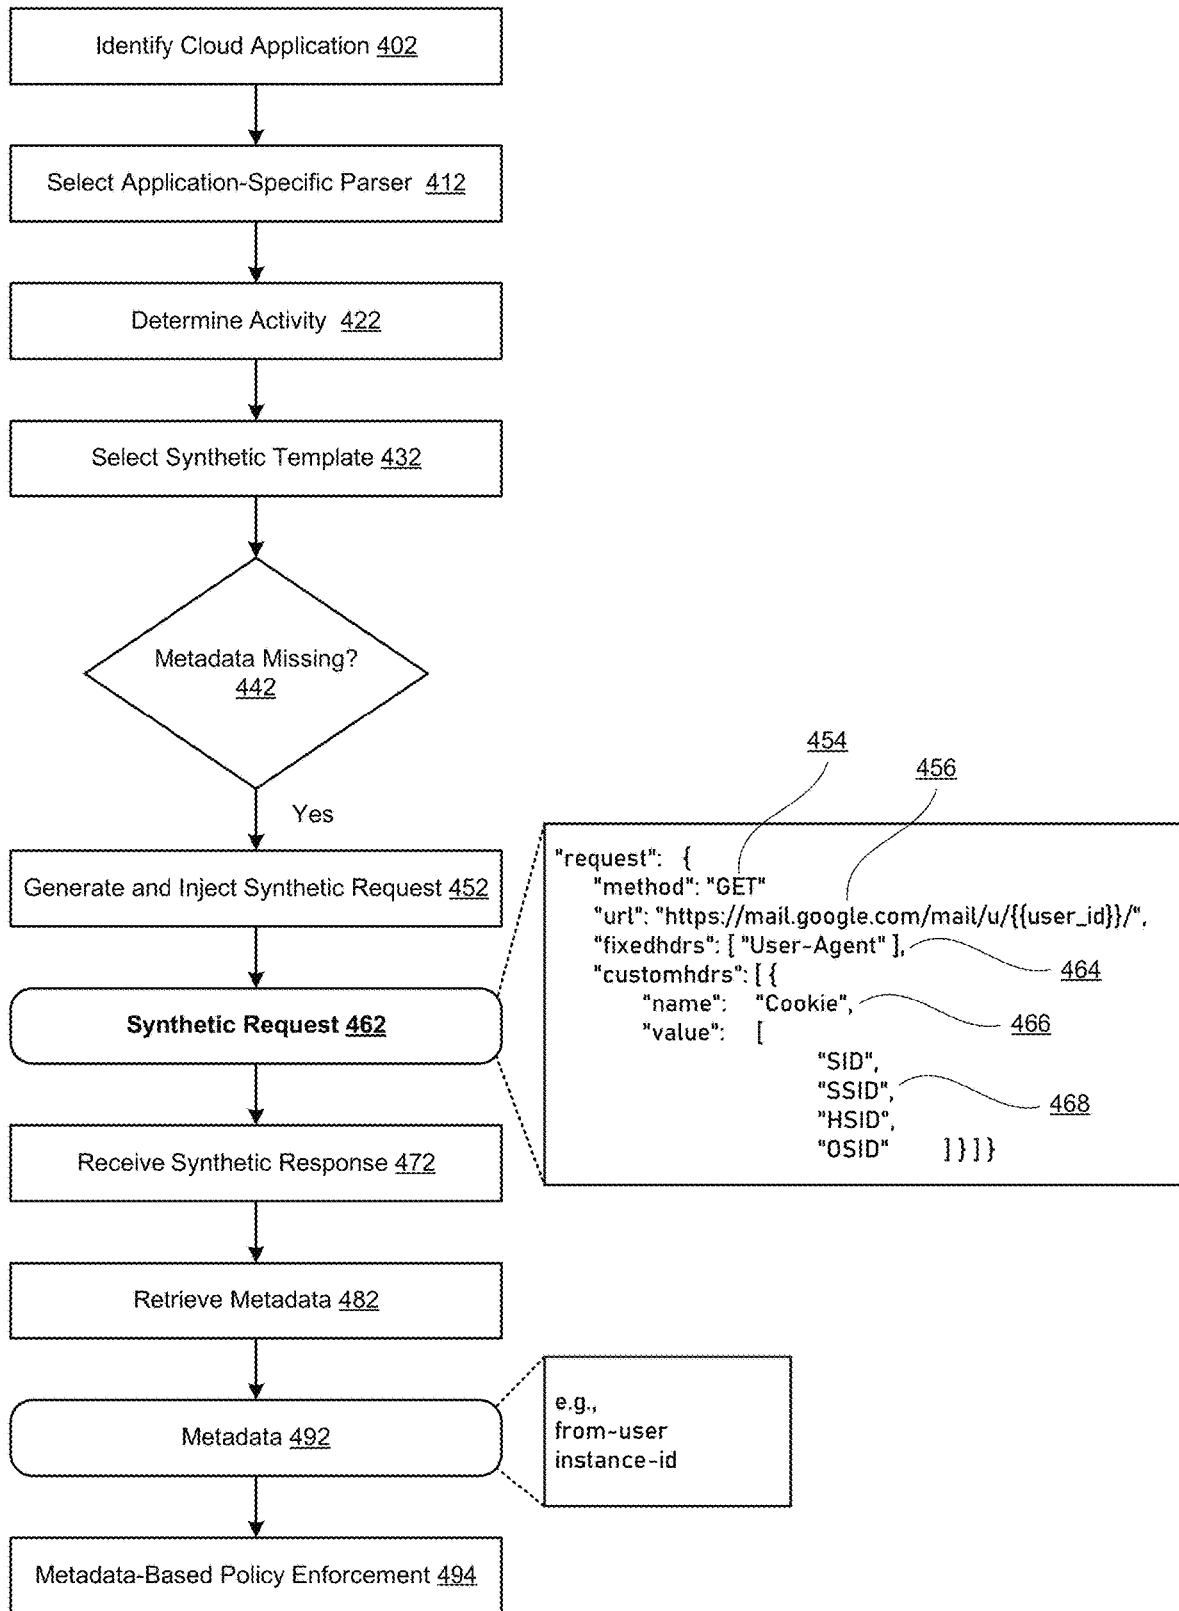 Identify Cloud Application 402
Select Application-Specific Parser 412
Determine Activity 422
Select Synthetic Template 432
Metadata Missing?
442
Yes
Generate and Inject Synthetic Request 452
Synthetic Request 462
454
456
"request": {
"method": "GET"
"url": "https://mail.google.com/mail/u/{{user_id}}/",
"fixedhdrs": [ "User-Agent" ],
464
"customhdrs": [ {
"name": "Cookie",
466
"value": [
"SID",
"SSID",
468
"HSID",
"OSID" ] } ] }
Receive Synthetic Response 472
Retrieve Metadata 482
Metadata 492
e.g.,
from-user
instance-id
Metadata-Based Policy Enforcement 494